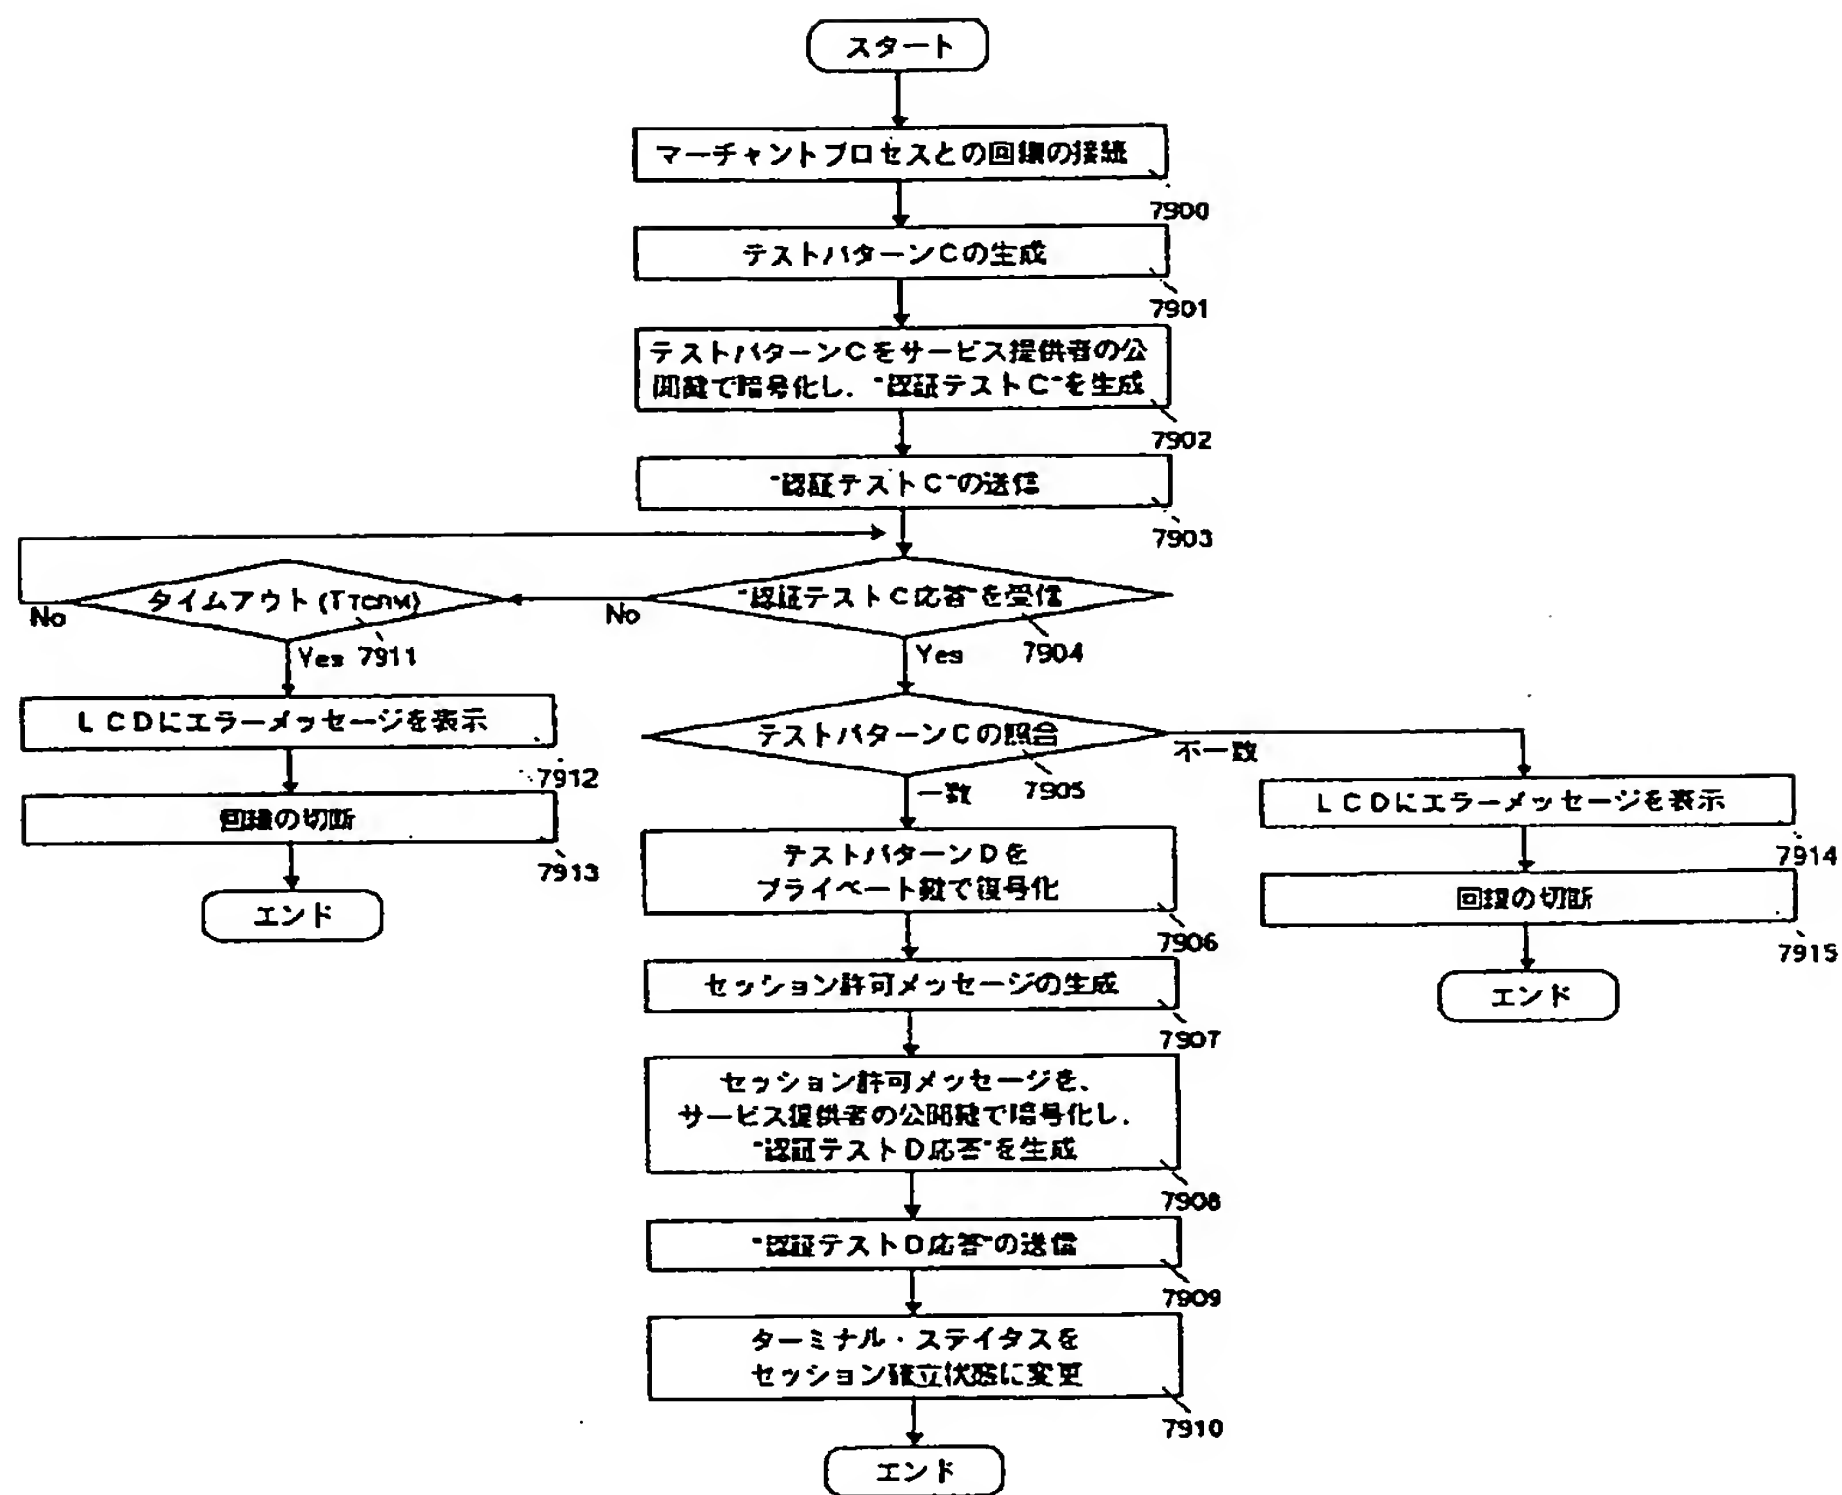 スタート
マーチャントプロセスとの回線の接続
7900
テストパターンCの生成
7901
テストパターンCをサービス提供者の公
開鍵で暗号化し、"認証テストC"を生成
7902
"認証テストC"の送信
7903
タイムアウト(TTCRM)
No
Yes 7911
"認証テストC応答"を受信
No
Yes 7904
LCDにエラーメッセージを表示
7912
回線の切断
7913
エンド
テストパターンCの照合
不一致
一致 7905
LCDにエラーメッセージを表示
7914
回線の切断
7915
エンド
テストパターンDを
プライベート鍵で復号化
7906
セッション許可メッセージの生成
7907
セッション許可メッセージを、
サービス提供者の公開鍵で暗号化し、
"認証テストD応答"を生成
7908
"認証テストD応答"の送信
7909
ターミナル・ステイタスを
セッション確立状態に変更
7910
エンド